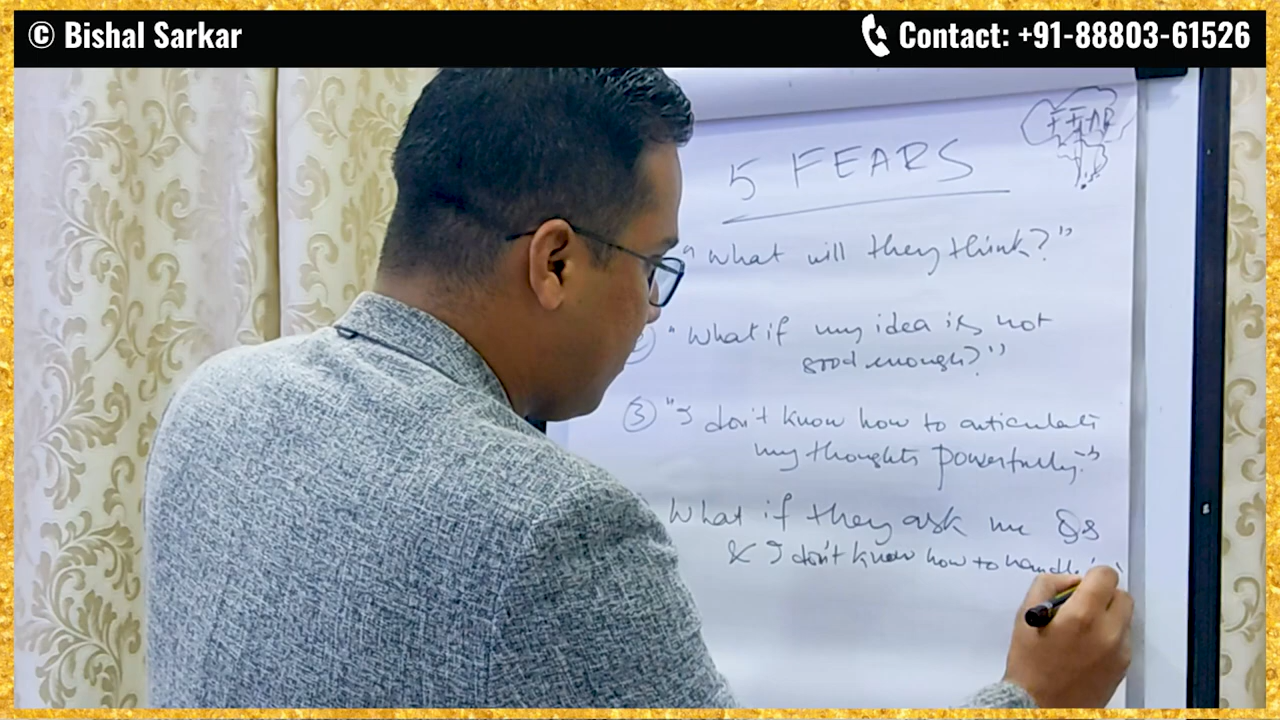 © Bishal Sarkar
Contact: +91-88803-61526
FEAR
5 FEARS
"What will they think?"
"What if my idea is not
good enough?"
③ "I don't know how to articulate
my thoughts powerfully."
What if they ask me Qs
& I don't know how to handle